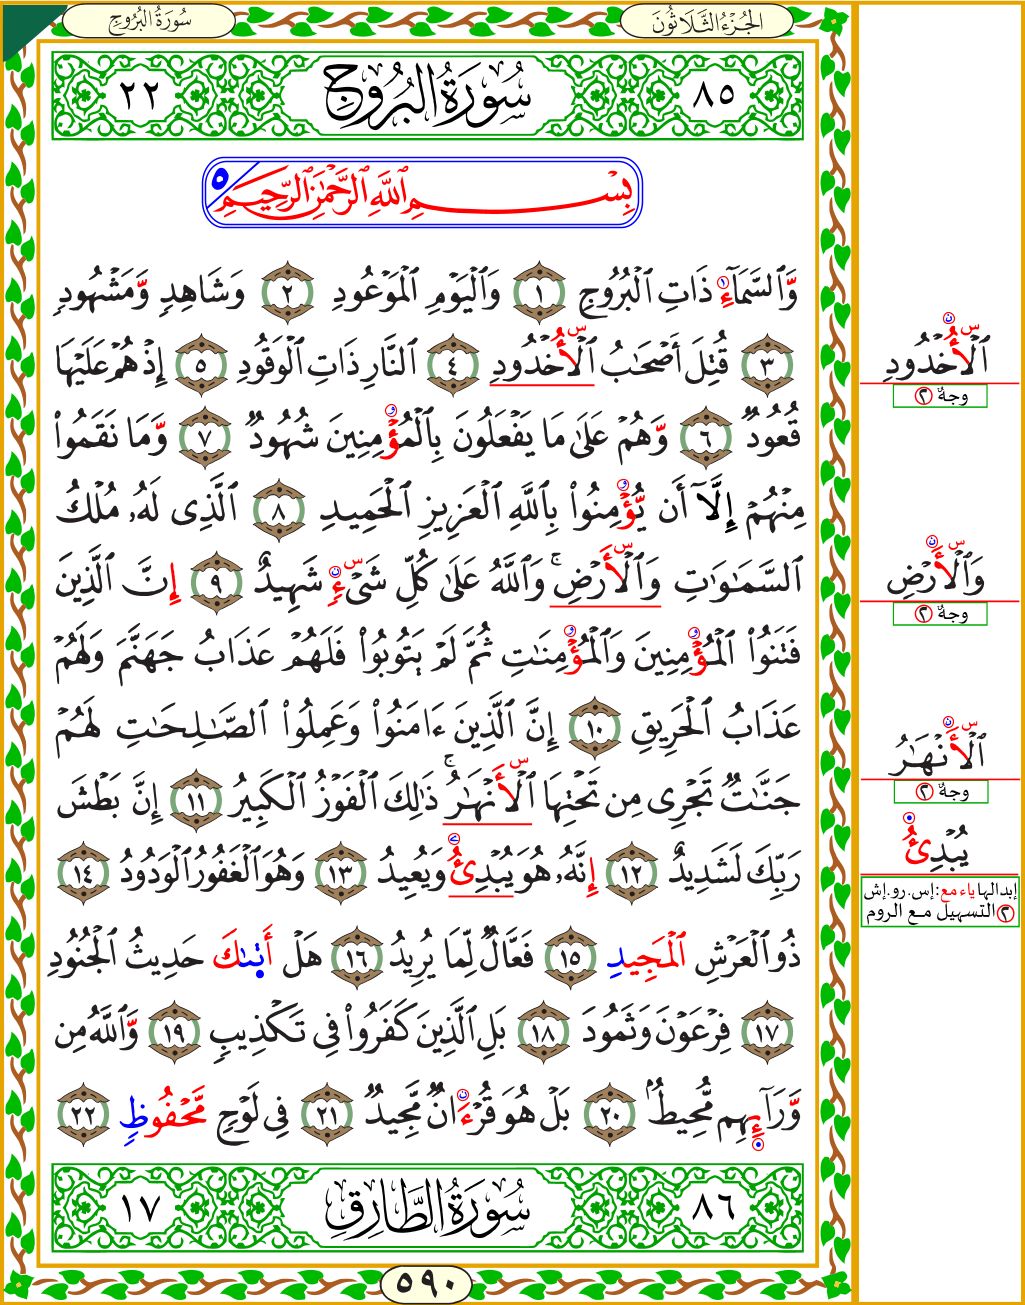 سُورَةُ البُرُوجِ
الجُزْءُ الثَّلَاثُونَ
٨٥ سُورَةُ البُرُوجِ ٢٢
بِسْمِ ٱللَّهِ ٱلرَّحْمَٰنِ ٱلرَّحِيمِ ٥
وَٱلسَّمَآءِ ذَاتِ ٱلْبُرُوجِ ١ وَٱلْيَوْمِ ٱلْمَوْعُودِ ٢ وَشَاهِدٍ وَّمَشْهُودٍ
٣ قُتِلَ أَصْحَٰبُ ٱلْأُخْدُودِ ٤ ٱلنَّارِ ذَاتِ ٱلْوَقُودِ ٥ إِذْ هُمْ عَلَيْهَا
قُعُودٌ ٦ وَّهُمْ عَلَىٰ مَا يَفْعَلُونَ بِٱلْمُؤْمِنِينَ شُهُودٌ ٧ وَّمَا نَقَمُوا۟
مِنْهُمْ إِلَّآ أَن يُّؤْمِنُوا۟ بِٱللَّهِ ٱلْعَزِيزِ ٱلْحَمِيدِ ٨ ٱلَّذِى لَهُۥ مُلْكُ
ٱلسَّمَٰوَٰتِ وَٱلْأَرْضِ ۚ وَٱللَّهُ عَلَىٰ كُلِّ شَىْءٍ شَهِيدٌ ٩ إِنَّ ٱلَّذِينَ
فَتَنُوا۟ ٱلْمُؤْمِنِينَ وَٱلْمُؤْمِنَٰتِ ثُمَّ لَمْ يَتُوبُوا۟ فَلَهُمْ عَذَابُ جَهَنَّمَ وَلَهُمْ
عَذَابُ ٱلْحَرِيقِ ١٠ إِنَّ ٱلَّذِينَ ءَامَنُوا۟ وَعَمِلُوا۟ ٱلصَّٰلِحَٰتِ لَهُمْ
جَنَّٰتٌ تَجْرِى مِن تَحْتِهَا ٱلْأَنْهَٰرُ ۚ ذَٰلِكَ ٱلْفَوْزُ ٱلْكَبِيرُ ١١ إِنَّ بَطْشَ
رَبِّكَ لَشَدِيدٌ ١٢ إِنَّهُۥ هُوَ يُبْدِئُ وَيُعِيدُ ١٣ وَهُوَ ٱلْغَفُورُ ٱلْوَدُودُ ١٤
ذُو ٱلْعَرْشِ ٱلْمَجِيدِ ١٥ فَعَّالٌ لِّمَا يُرِيدُ ١٦ هَلْ أَتَىٰكَ حَدِيثُ ٱلْجُنُودِ
١٧ فِرْعَوْنَ وَثَمُودَ ١٨ بَلِ ٱلَّذِينَ كَفَرُوا۟ فِى تَكْذِيبٍ ١٩ وَّٱللَّهُ مِن
وَّرَآئِهِم مُّحِيطٌۢ ٢٠ بَلْ هُوَ قُرْءَانٌ مَّجِيدٌ ٢١ فِى لَوْحٍ مَّحْفُوظٍ ٢٢
٨٦ سُورَةُ الطَّارِقِ ١٧
٥٩٠
ٱلْأُخْدُودِ
وجهٌ ٢
وَٱلْأَرْضِ
وجهٌ ٢
ٱلْأَنْهَٰرُ
وجهٌ ٢
يُبْدِئُ
إبدالها ياء مع: إس. رو. إش
٢ التسهيل مع الروم